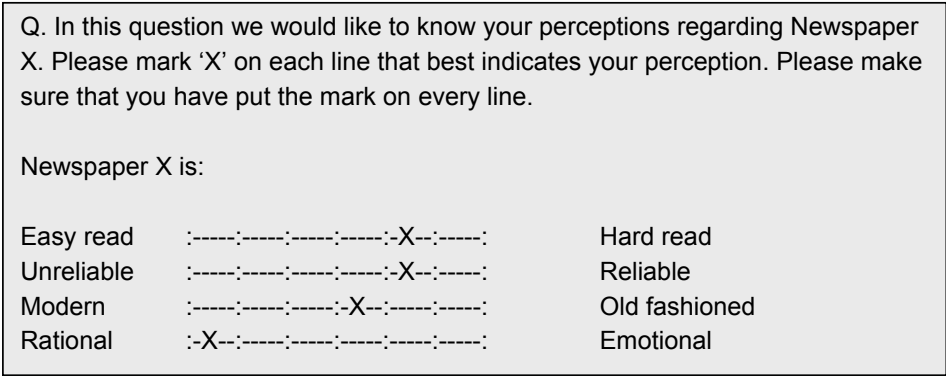 Q. In this question we would like to know your perceptions regarding Newspaper
X. Please mark ‘X’ on each line that best indicates your perception. Please make
sure that you have put the mark on every line.
Newspaper X is:
Easy read :-----:-----:-----:-----:-X--:-----: Hard read
Unreliable :-----:-----:-----:-----:-X--:-----: Reliable
Modern :-----:-----:-----:-X--:-----:-----: Old fashioned
Rational :-X--:-----:-----:-----:-----:-----: Emotional